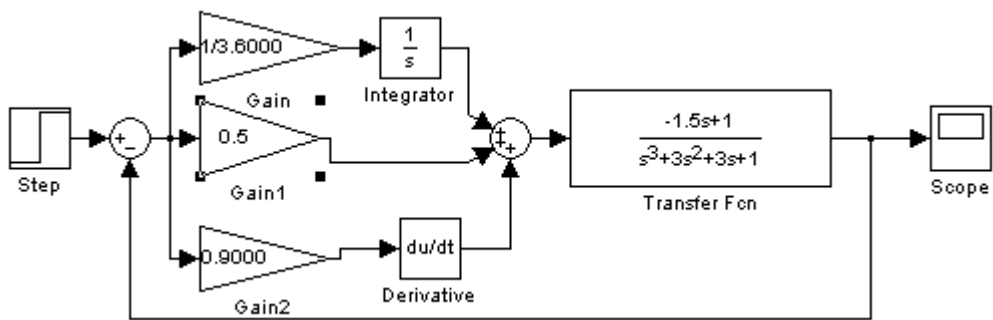 1/3.6000
1
s
Integrator
Gain
0.5
Gain1
Step
+
−
+
+
+
-1.5s+1
s³+3s²+3s+1
Transfer Fcn
Scope
0.9000
Gain2
du/dt
Derivative